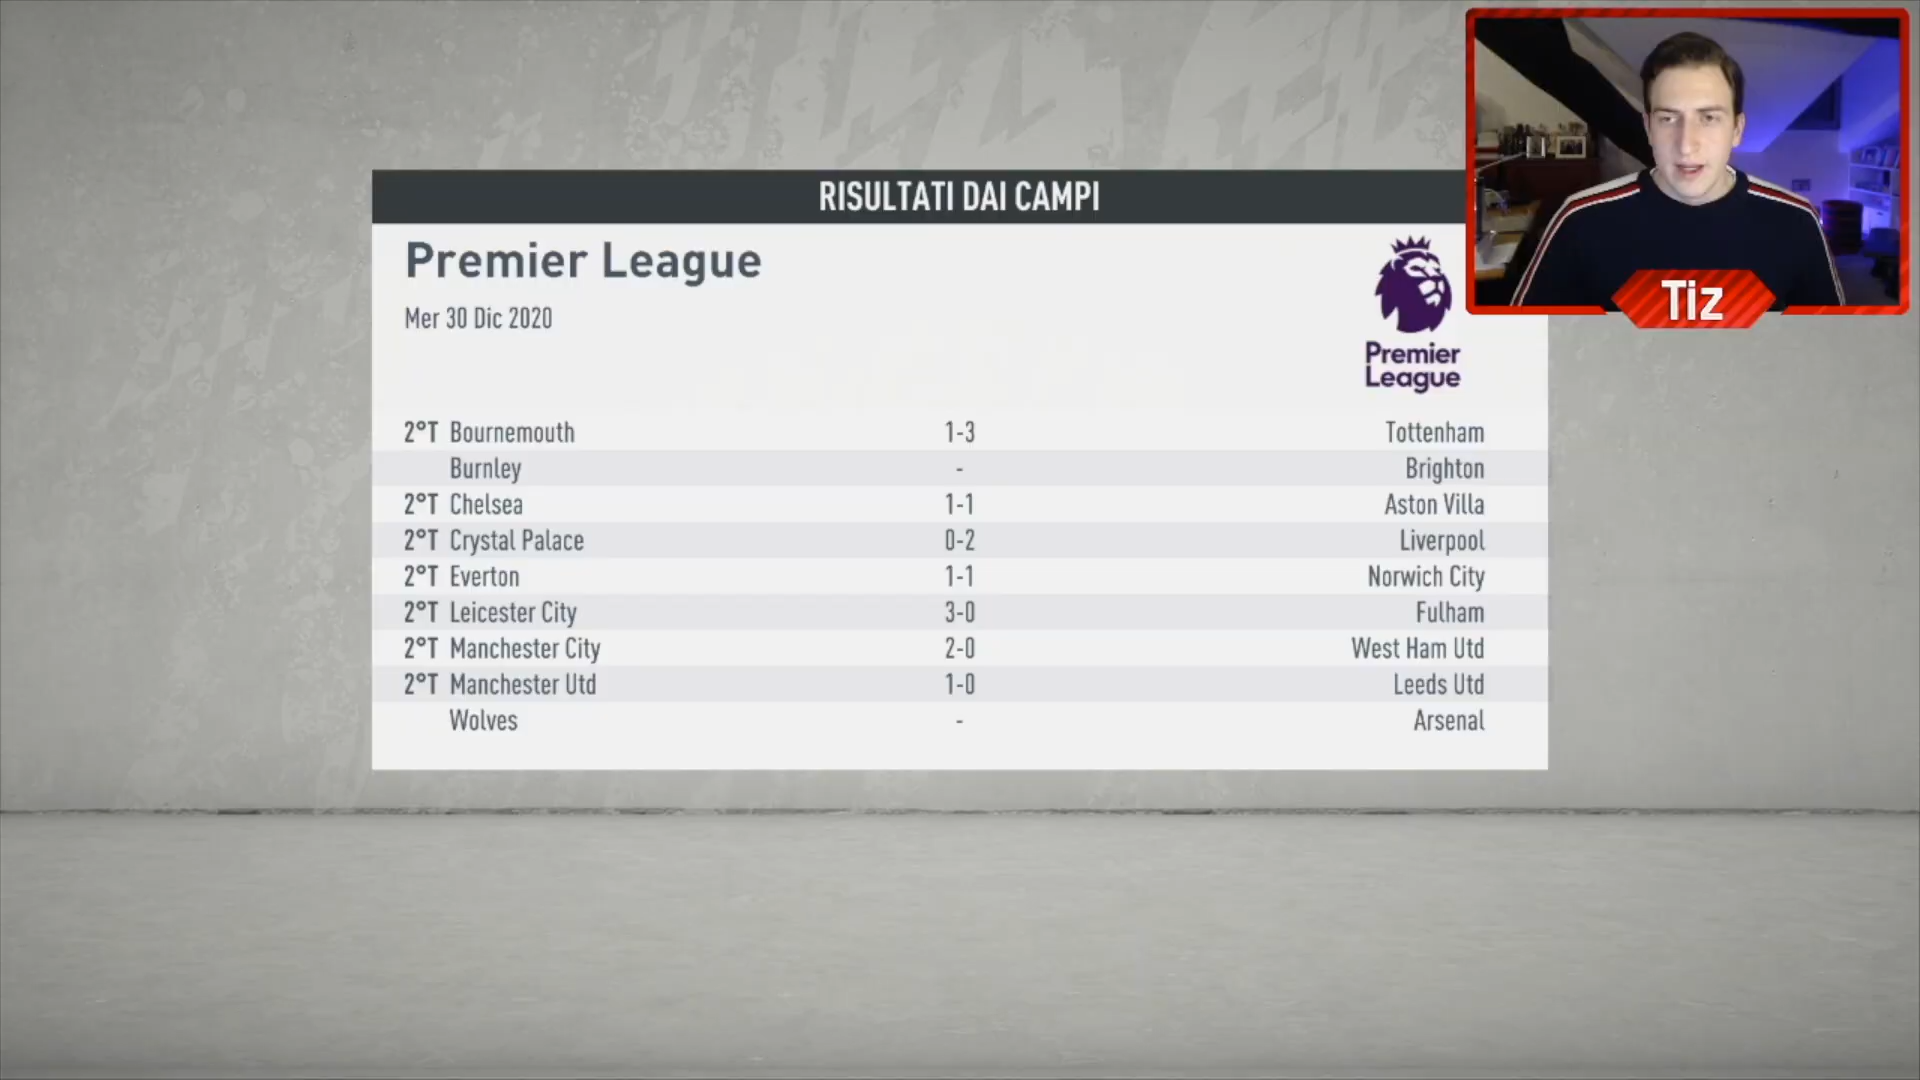 RISULTATI DAI CAMPI
Premier League
Mer 30 Dic 2020
Premier
League
2°T Bournemouth 1-3 Tottenham
Burnley - Brighton
2°T Chelsea 1-1 Aston Villa
2°T Crystal Palace 0-2 Liverpool
2°T Everton 1-1 Norwich City
2°T Leicester City 3-0 Fulham
2°T Manchester City 2-0 West Ham Utd
2°T Manchester Utd 1-0 Leeds Utd
Wolves - Arsenal
Tiz